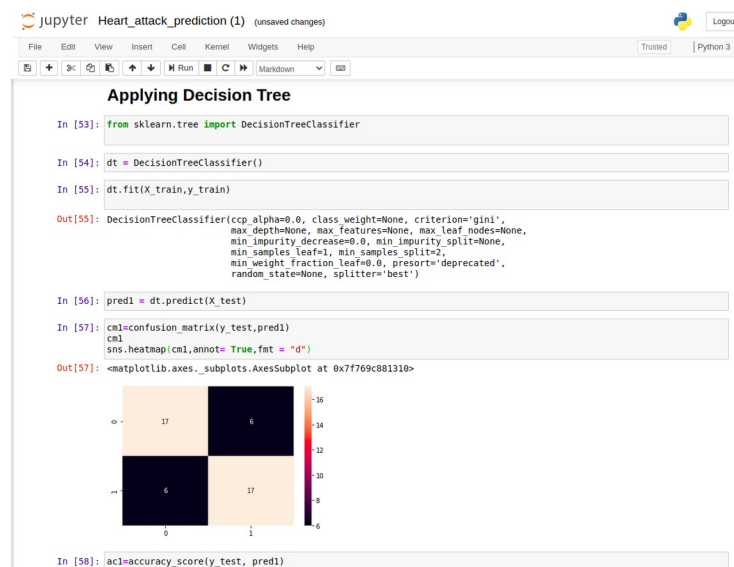 jupyter Heart_attack_prediction (1) (unsaved changes)
Logou
File Edit View Insert Cell Kernel Widgets Help
Trusted Python 3
Run Markdown
Applying Decision Tree
In [53]: from sklearn.tree import DecisionTreeClassifier
In [54]: dt = DecisionTreeClassifier()
In [55]: dt.fit(X_train,y_train)
Out[55]: DecisionTreeClassifier(ccp_alpha=0.0, class_weight=None, criterion='gini',
max_depth=None, max_features=None, max_leaf_nodes=None,
min_impurity_decrease=0.0, min_impurity_split=None,
min_samples_leaf=1, min_samples_split=2,
min_weight_fraction_leaf=0.0, presort='deprecated',
random_state=None, splitter='best')
In [56]: pred1 = dt.predict(X_test)
In [57]: cm1=confusion_matrix(y_test,pred1)
cm1
sns.heatmap(cm1,annot= True,fmt = "d")
Out[57]: <matplotlib.axes._subplots.AxesSubplot at 0x7f769c881310>
0 17 6
1 6 17
0 1
16
14
12
10
8
6
In [58]: ac1=accuracy_score(y_test, pred1)